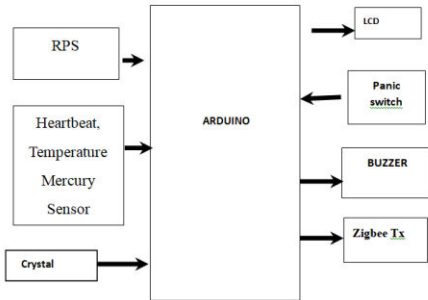 RPS
Heartbeat,
Temperature
Mercury
Sensor
Crystal
ARDUINO
LCD
Panic
switch
BUZZER
Zigbee Tx